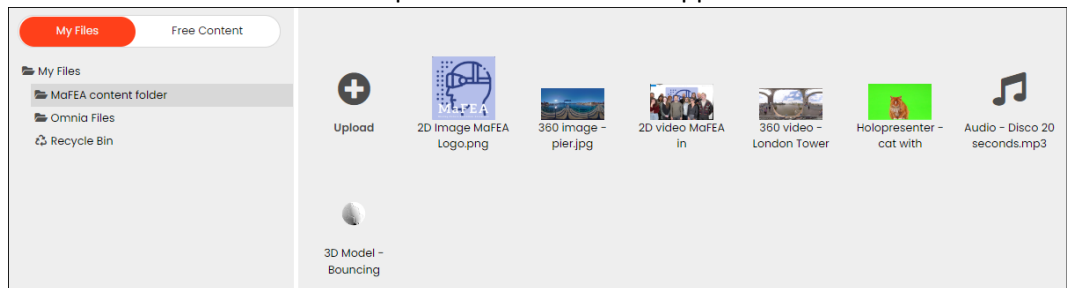 My Files
Free Content
My Files
MaFEA content folder
Omnia Files
Recycle Bin
Upload
MaFEA
2D Image MaFEA
Logo.png
360 image -
pier.jpg
2D video MaFEA
in
360 video -
London Tower
Holopresenter -
cat with
Audio - Disco 20
seconds.mp3
3D Model -
Bouncing